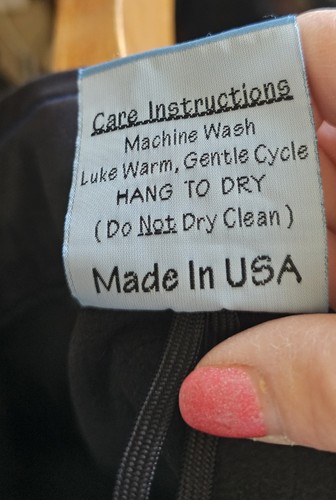 Care Instructions
Machine Wash
Luke Warm, Gentle Cycle
HANG TO DRY
(Do Not Dry Clean)
Made In USA